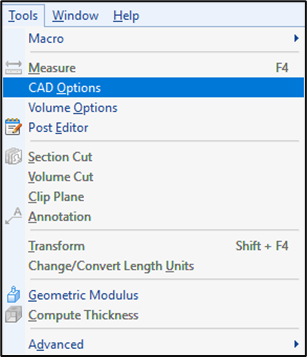 Tools Window Help
Macro
Measure F4
CAD Options
Volume Options
Post Editor
Section Cut
Volume Cut
Clip Plane
Annotation
Transform Shift + F4
Change/Convert Length Units
Geometric Modulus
Compute Thickness
Advanced